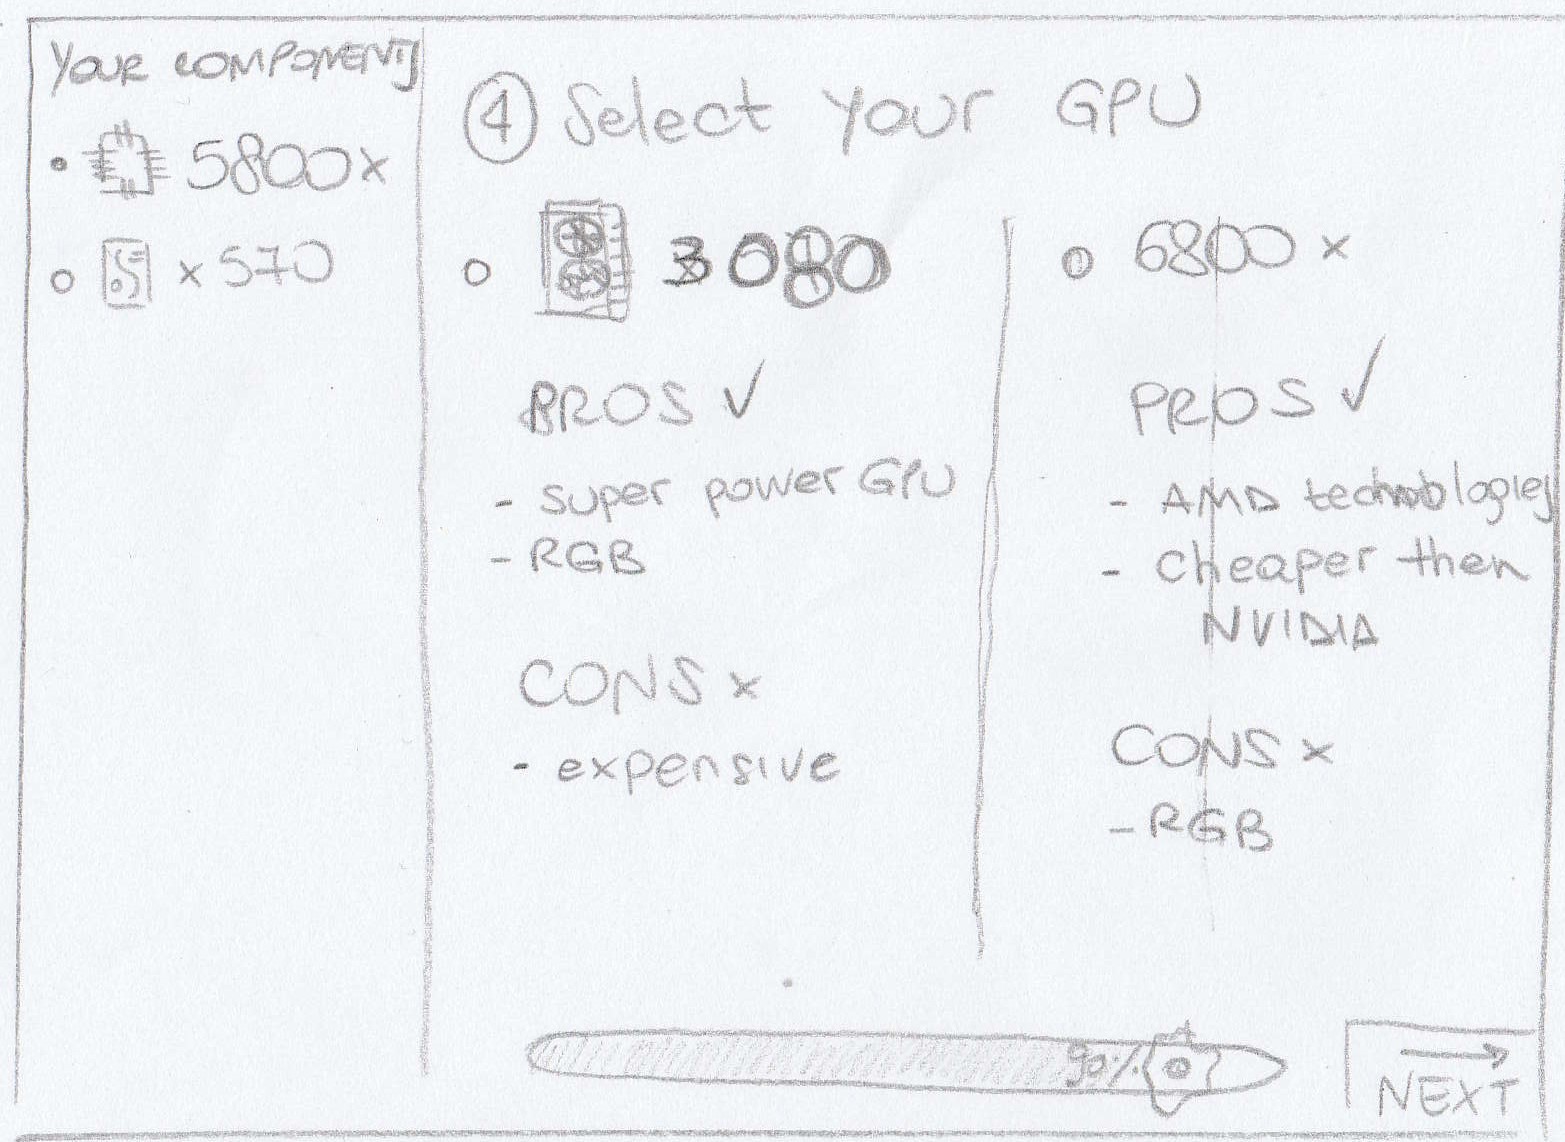 YOUR COMPONENTS
5800x
x570
④ Select your GPU
3080
PROS ✓
- super power GPU
- RGB
CONS x
- expensive
6800x
PROS ✓
- AMD technologies
- cheaper then
NVIDIA
CONS x
- RGB
90%
→
NEXT